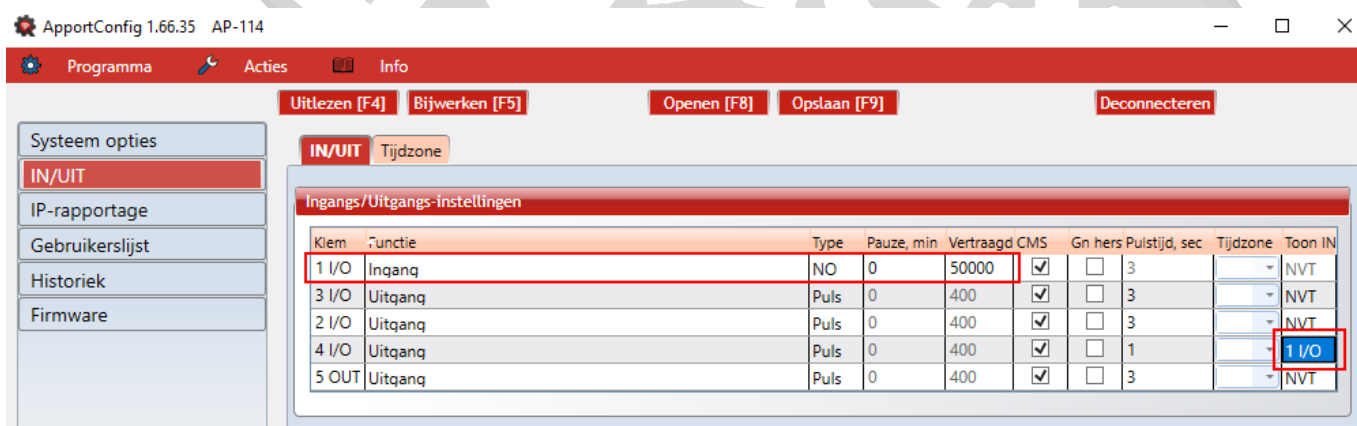 ApportConfig 1.66.35 AP-114
Programma Acties Info
Uitlezen [F4] Bijwerken [F5] Openen [F8] Opslaan [F9] Deconnecteren
Systeem opties
IN/UIT
IP-rapportage
Gebruikerslijst
Historiek
Firmware
IN/UIT Tijdzone
Ingangs/Uitgangs-instellingen
Klem Functie Type Pauze, min Vertraagd CMS Gn hers Pulstijd, sec Tijdzone Toon IN
1 I/O Ingang NO 0 50000 3 NVT
3 I/O Uitgang Puls 0 400 3 NVT
2 I/O Uitgang Puls 0 400 3 NVT
4 I/O Uitgang Puls 0 400 1 1 I/O
5 OUT Uitgang Puls 0 400 3 NVT